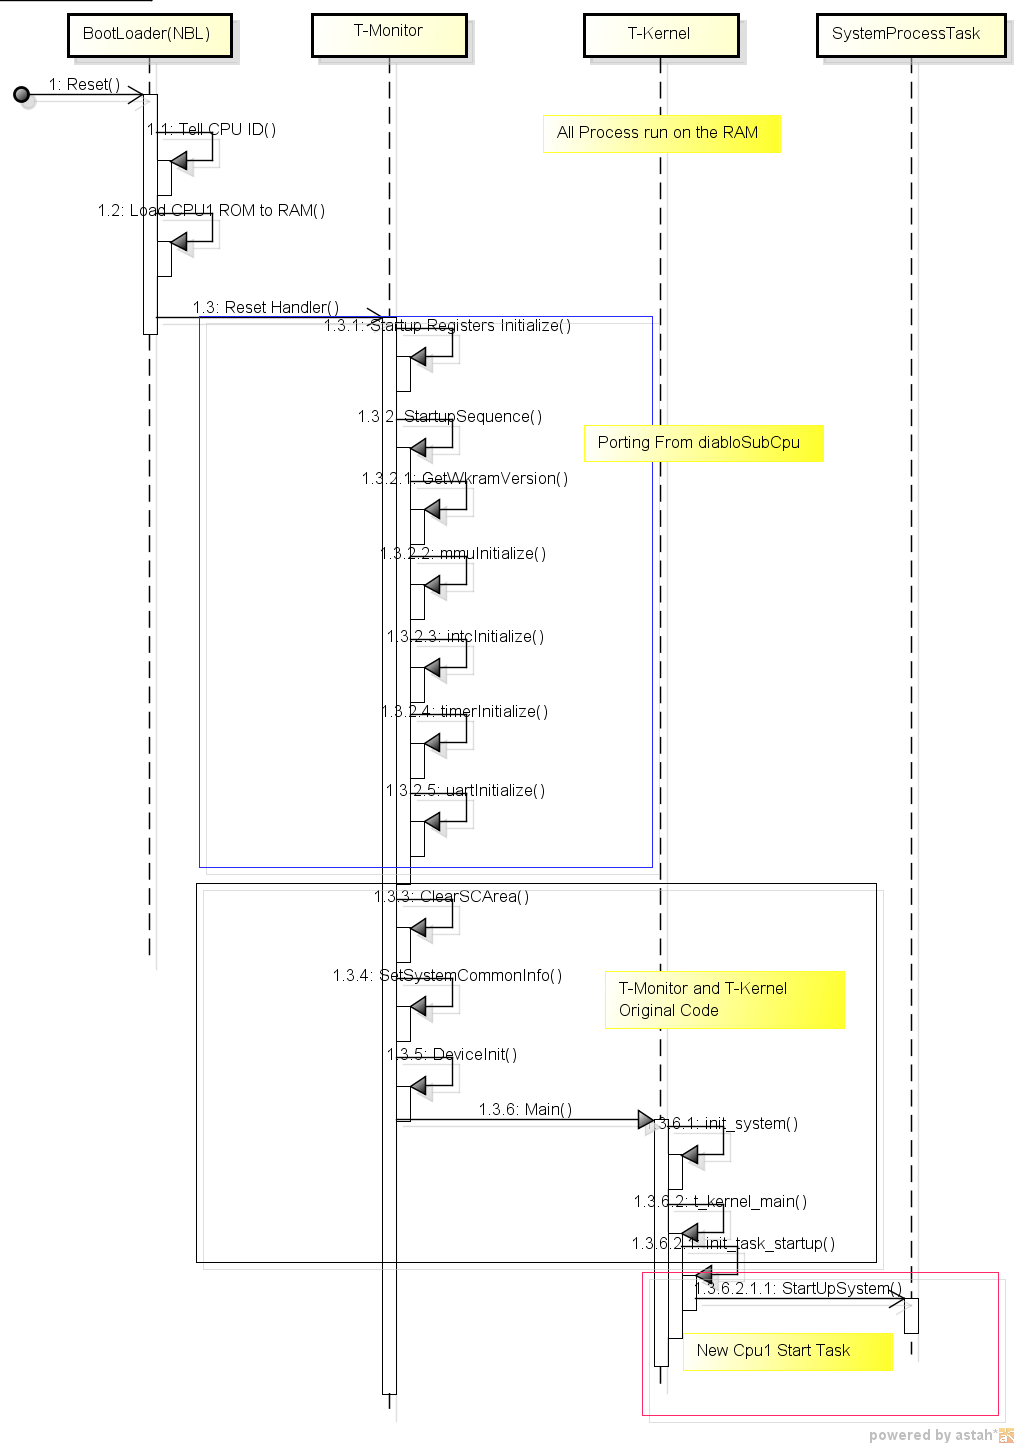 BootLoader(NBL)
T-Monitor
T-Kernel
SystemProcessTask
1: Reset()
1.1: Tell CPU ID()
All Process run on the RAM
1.2: Load CPU1 ROM to RAM()
1.3: Reset Handler()
1.3.1: Startup Registers Initialize()
1.3.2: StartupSequence()
Porting From diabloSubCpu
1.3.2.1: GetWkramVersion()
1.3.2.2: mmuInitialize()
1.3.2.3: intcInitialize()
1.3.2.4: timerInitialize()
1.3.2.5: uartInitialize()
1.3.3: ClearSCArea()
1.3.4: SetSystemCommonInfo()
T-Monitor and T-Kernel
Original Code
1.3.5: DeviceInit()
1.3.6: Main()
1.3.6.1: init_system()
1.3.6.2: t_kernel_main()
1.3.6.2.1: init_task_startup()
1.3.6.2.1.1: StartUpSystem()
New Cpu1 Start Task
powered by astah*